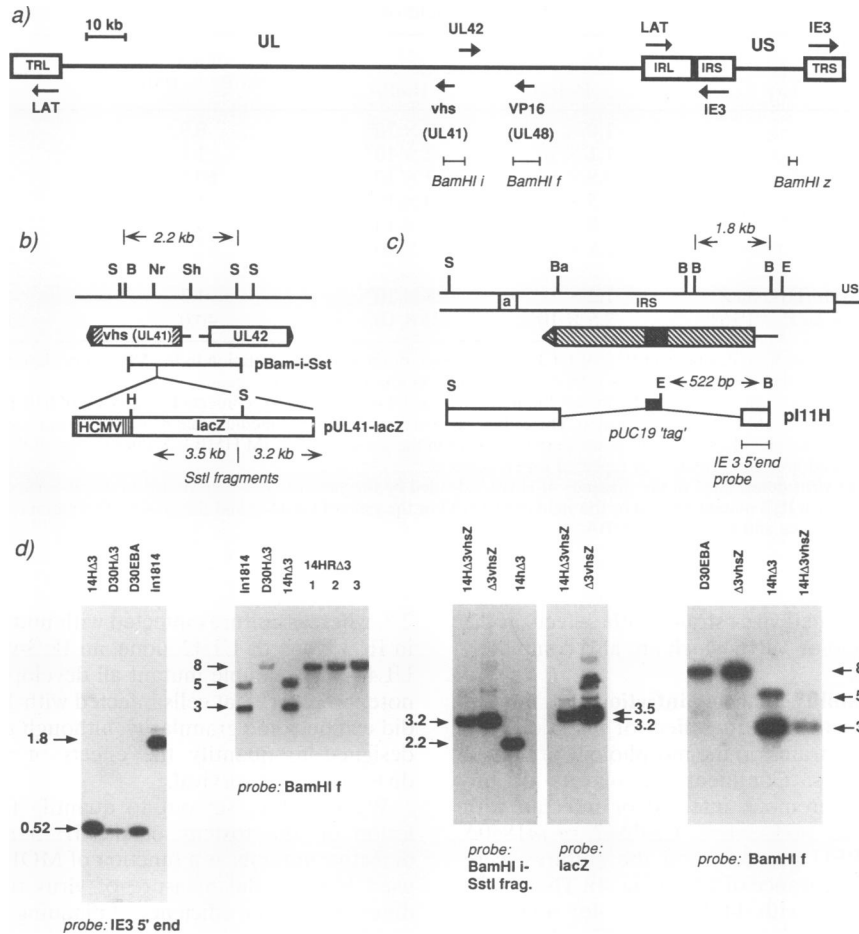 a)
10 kb
UL
UL42
LAT
US
IE3
TRL
IRL
IRS
TRS
LAT
vhs
(UL41)
VP16
(UL48)
IE3
BamHI i
BamHI f
BamHI z
b)
2.2 kb
S B Nr Sh S S
vhs (UL41)
UL42
pBam-i-Sst
H S
HCMV
lacZ
pUL41-lacZ
3.5 kb
3.2 kb
SstI fragments
c)
1.8 kb
S Ba B B B E
a
IRS
US
S E 522 bp B
pI11H
pUC19 'tag'
IE 3 5'end
probe
d)
14HΔ3
D30HΔ3
D30EBA
In1814
1.8
0.52
probe: IE3 5' end
In1814
D30HΔ3
14hΔ3
14HRΔ3
1 2 3
8
5
3
probe: BamHI f
14HΔ3vhsZ
Δ3vhsZ
14hΔ3
3.2
2.2
probe:
BamHI i-
SstI frag.
14HΔ3vhsZ
Δ3vhsZ
3.5
3.2
probe:
lacZ
D30EBA
Δ3vhsZ
14hΔ3
14HΔ3vhsZ
8
5
3
probe: BamHI f